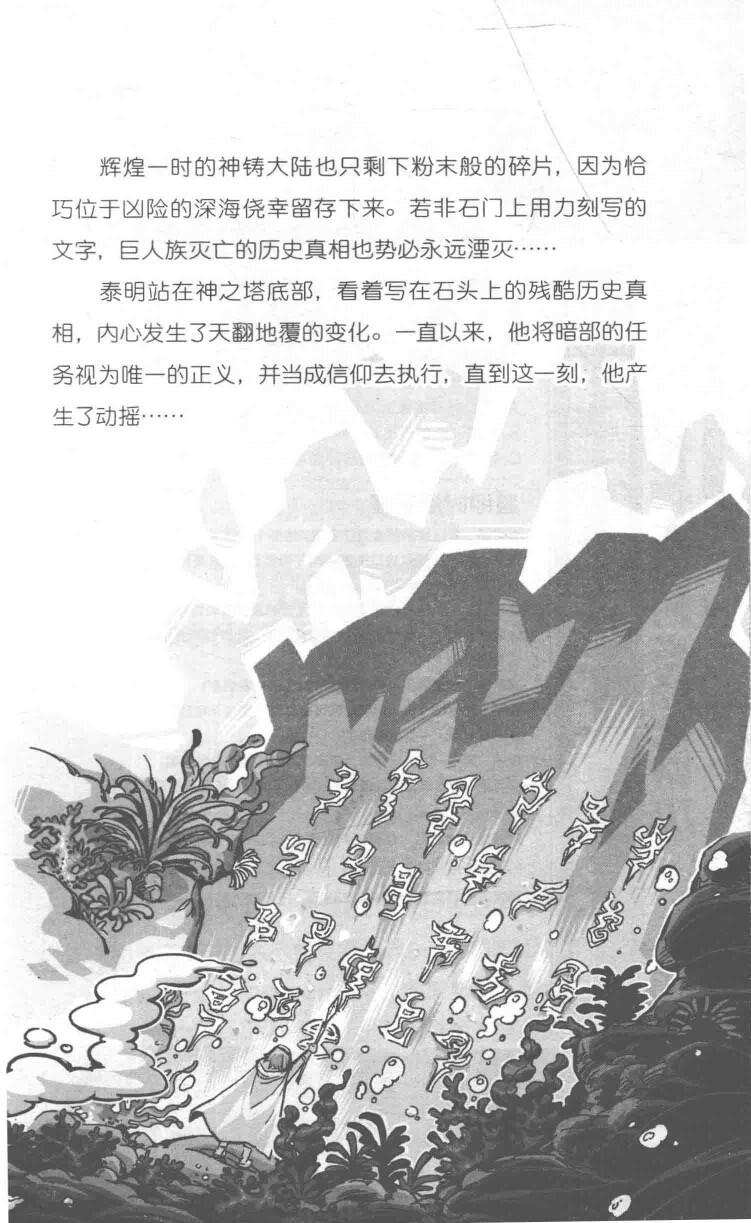 辉煌一时的神铸大陆也只剩下粉末般的碎片，因为恰
巧位于凶险的深海侥幸留存下来。若非石门上用力刻写的
文字，巨人族灭亡的历史真相也势必永远湮灭……
泰明站在神之塔底部，看着写在石头上的残酷历史真
相，内心发生了天翻地覆的变化。一直以来，他将暗部的任
务视为唯一的正义，并当成信仰去执行，直到这一刻，他产
生了动摇……